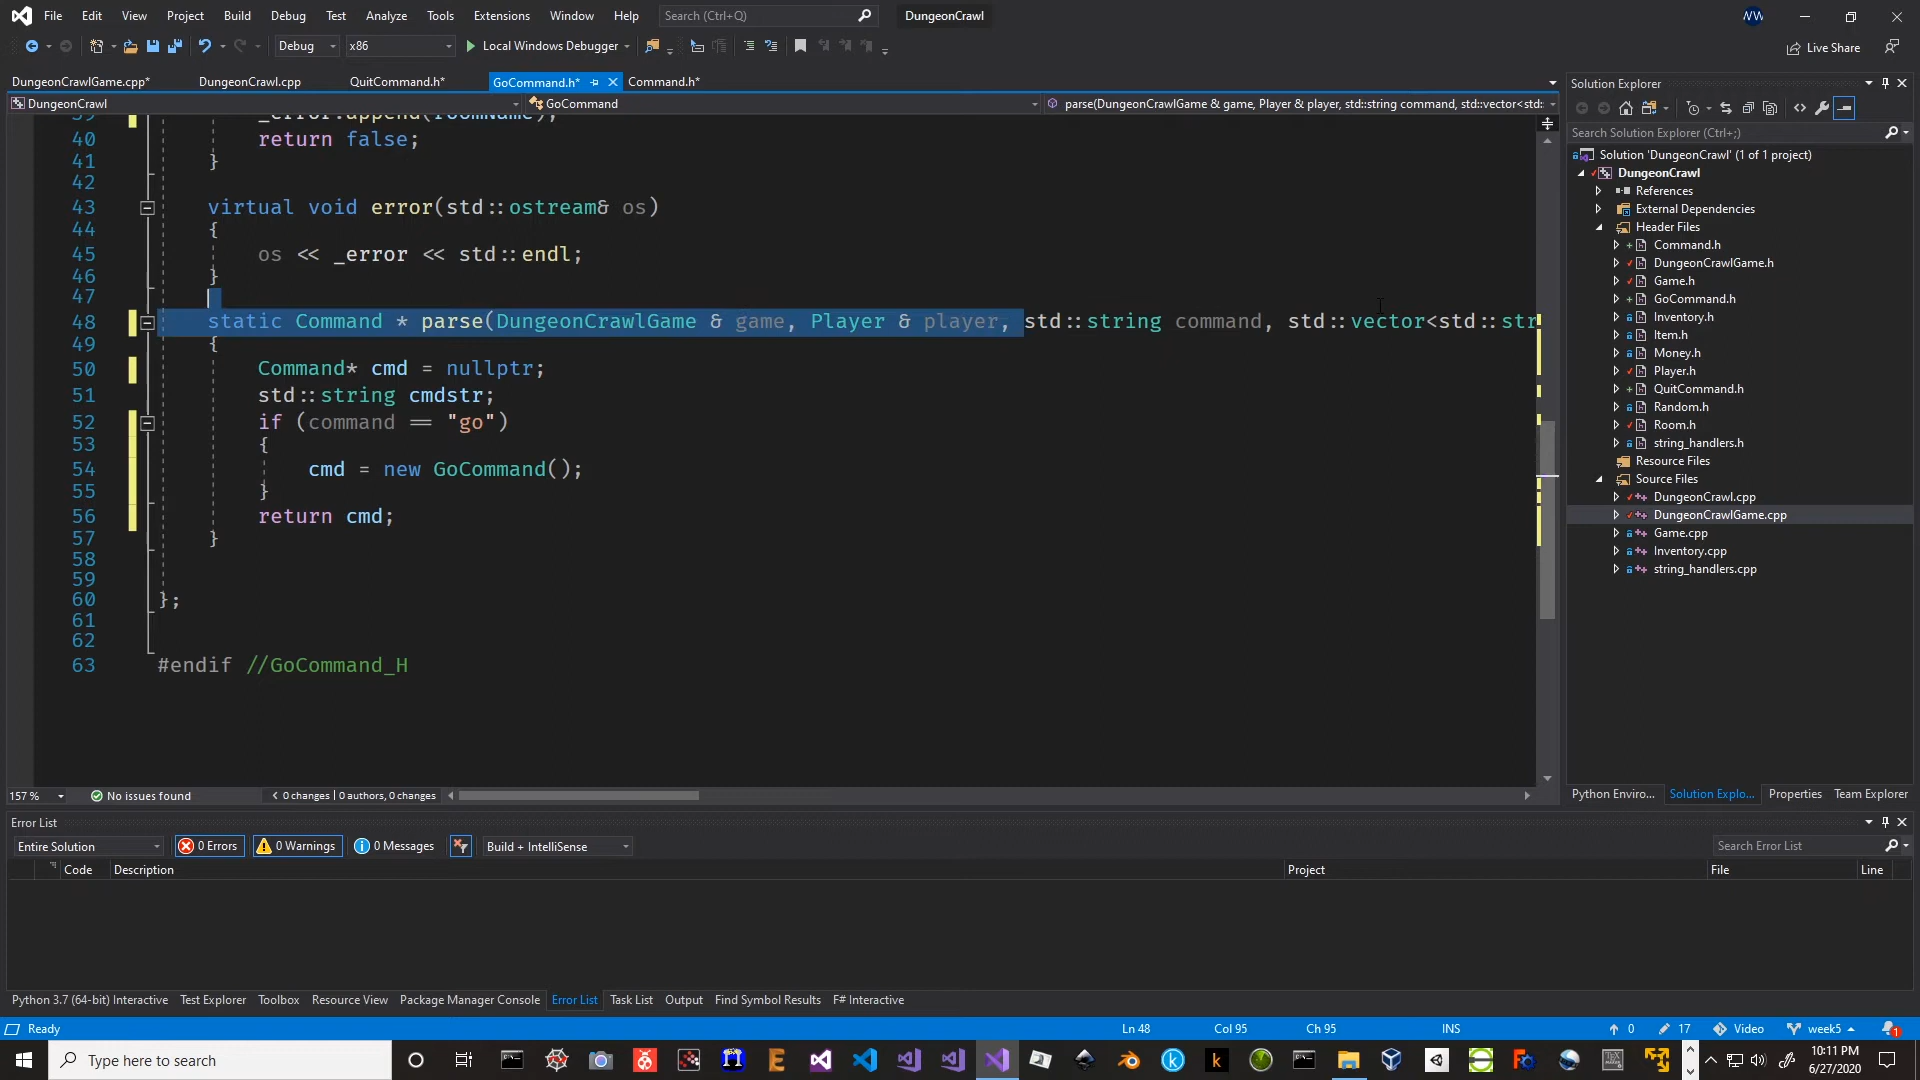 File Edit View Project Build Debug Test Analyze Tools Extensions Window Help Search (Ctrl+Q) DungeonCrawl
Debug x86 Local Windows Debugger Live Share
DungeonCrawlGame.cpp* DungeonCrawl.cpp QuitCommand.h* GoCommand.h* Command.h*
DungeonCrawl GoCommand parse(DungeonCrawlGame & game, Player & player, std::string command, std::vector<std:
39 _error.append(roomName);
40 return false;
41 }
42
43 virtual void error(std::ostream& os)
44 {
45 os << _error << std::endl;
46 }
47
48 static Command * parse(DungeonCrawlGame & game, Player & player, std::string command, std::vector<std::str
49 {
50 Command* cmd = nullptr;
51 std::string cmdstr;
52 if (command == "go")
53 {
54 cmd = new GoCommand();
55 }
56 return cmd;
57 }
58
59
60 };
61
62
63 #endif //GoCommand_H
157 % No issues found 0 changes | 0 authors, 0 changes
Solution Explorer
Search Solution Explorer (Ctrl+;)
Solution 'DungeonCrawl' (1 of 1 project)
DungeonCrawl
References
External Dependencies
Header Files
Command.h
DungeonCrawlGame.h
Game.h
GoCommand.h
Inventory.h
Item.h
Money.h
Player.h
QuitCommand.h
Random.h
Room.h
string_handlers.h
Resource Files
Source Files
DungeonCrawl.cpp
DungeonCrawlGame.cpp
Game.cpp
Inventory.cpp
string_handlers.cpp
Python Enviro... Solution Explo... Properties Team Explorer
Error List
Entire Solution 0 Errors 0 Warnings 0 Messages Build + IntelliSense Search Error List
Code Description Project File Line
Python 3.7 (64-bit) Interactive Test Explorer Toolbox Resource View Package Manager Console Error List Task List Output Find Symbol Results F# Interactive
Ready Ln 48 Col 95 Ch 95 INS 0 17 Video week5 1
Type here to search
10:11 PM
6/27/2020